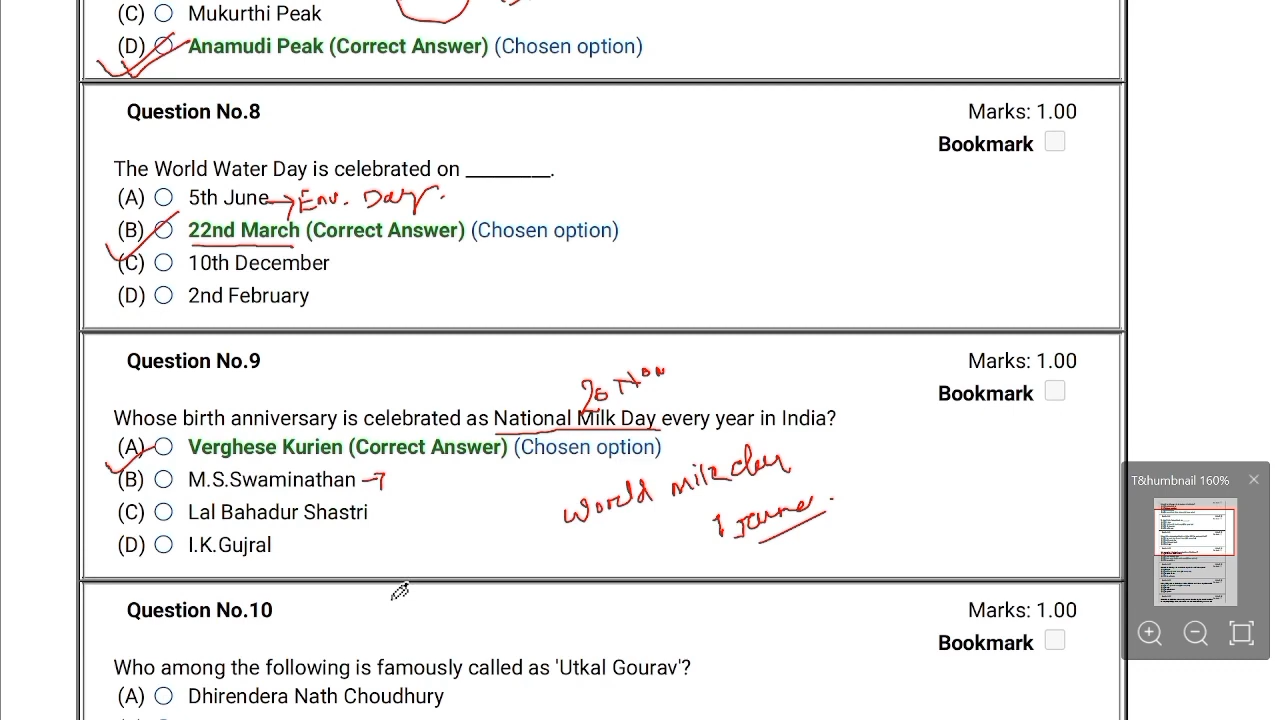 (C) Mukurthi Peak
(D) Anamudi Peak (Correct Answer) (Chosen option)
Question No.8 Marks: 1.00
Bookmark
The World Water Day is celebrated on ________.
(A) 5th June → Env. Day.
(B) 22nd March (Correct Answer) (Chosen option)
(C) 10th December
(D) 2nd February
Question No.9 Marks: 1.00
Bookmark
26 Nov
Whose birth anniversary is celebrated as National Milk Day every year in India?
(A) Verghese Kurien (Correct Answer) (Chosen option)
(B) M.S.Swaminathan
World milk day
(C) Lal Bahadur Shastri
1 June.
(D) I.K.Gujral
T&humbnail 160%
Question No.10 Marks: 1.00
Bookmark
Who among the following is famously called as 'Utkal Gourav'?
(A) Dhirendera Nath Choudhury